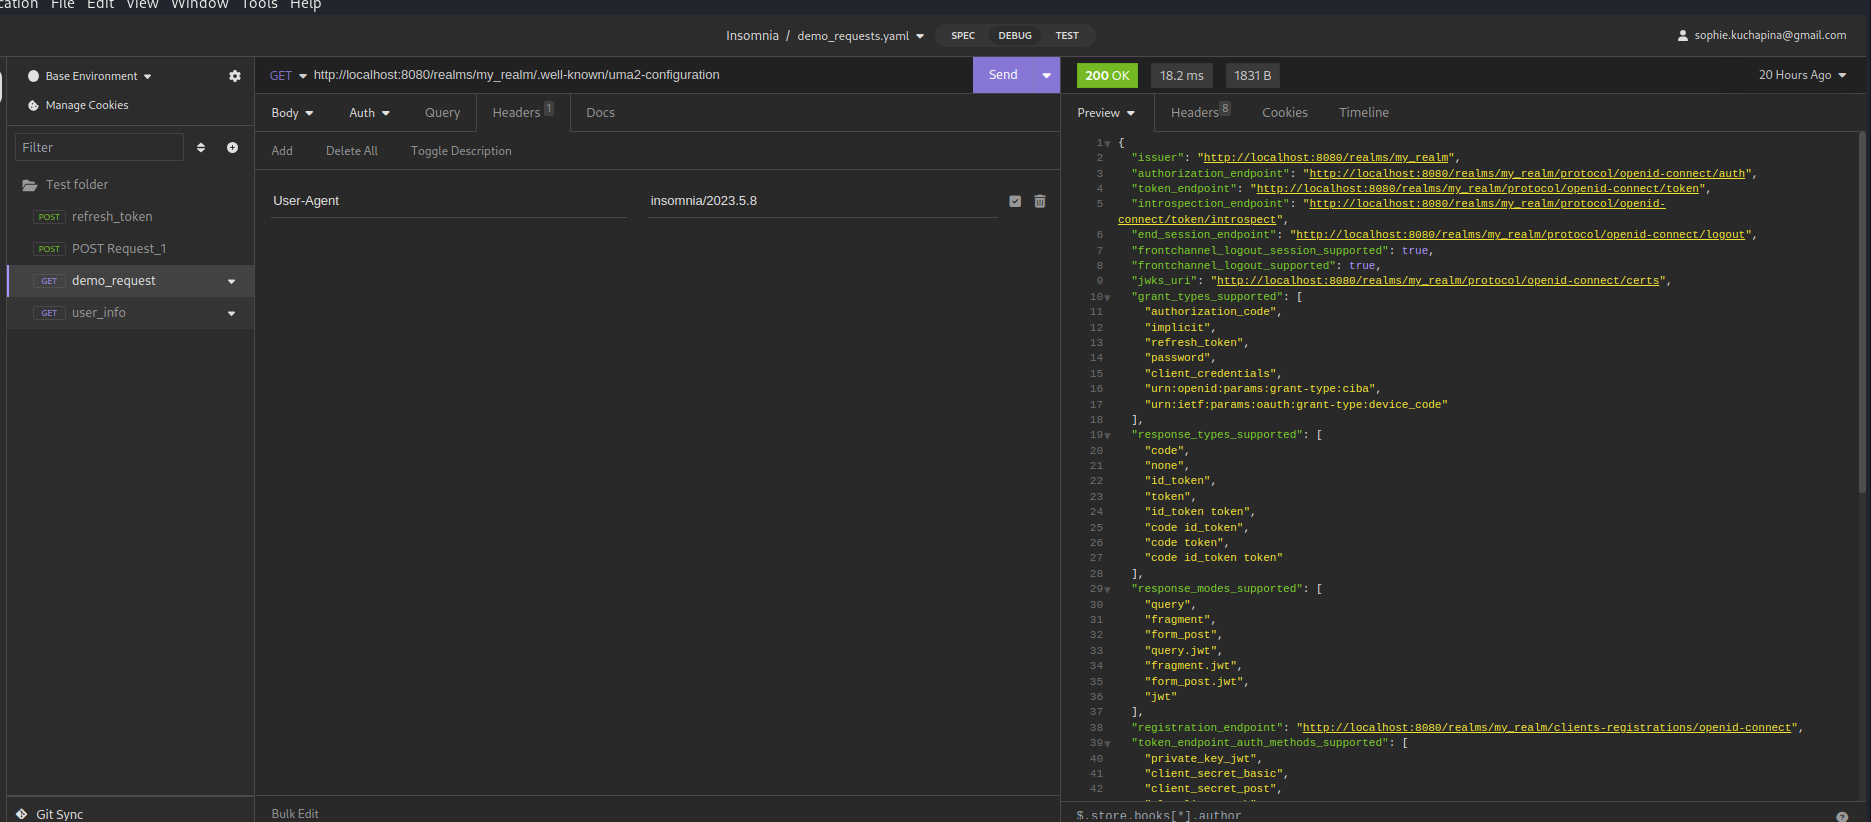 cation File Edit View Window Tools Help
Insomnia / demo_requests.yaml
SPEC DEBUG TEST
sophie.kuchapina@gmail.com
Base Environment
Manage Cookies
Filter
Test folder
POST refresh_token
POST POST Request_1
GET demo_request
GET user_info
Git Sync
GET http://localhost:8080/realms/my_realm/.well-known/uma2-configuration
Send
Body Auth Query Headers 1 Docs
Add Delete All Toggle Description
User-Agent insomnia/2023.5.8
Bulk Edit
200 OK 18.2 ms 1831 B
20 Hours Ago
Preview Headers 8 Cookies Timeline
1 {
2 "issuer": "http://localhost:8080/realms/my_realm",
3 "authorization_endpoint": "http://localhost:8080/realms/my_realm/protocol/openid-connect/auth",
4 "token_endpoint": "http://localhost:8080/realms/my_realm/protocol/openid-connect/token",
5 "introspection_endpoint": "http://localhost:8080/realms/my_realm/protocol/openid-
connect/token/introspect",
6 "end_session_endpoint": "http://localhost:8080/realms/my_realm/protocol/openid-connect/logout",
7 "frontchannel_logout_session_supported": true,
8 "frontchannel_logout_supported": true,
9 "jwks_uri": "http://localhost:8080/realms/my_realm/protocol/openid-connect/certs",
10 "grant_types_supported": [
11 "authorization_code",
12 "implicit",
13 "refresh_token",
14 "password",
15 "client_credentials",
16 "urn:openid:params:grant-type:ciba",
17 "urn:ietf:params:oauth:grant-type:device_code"
18 ],
19 "response_types_supported": [
20 "code",
21 "none",
22 "id_token",
23 "token",
24 "id_token token",
25 "code id_token",
26 "code token",
27 "code id_token token"
28 ],
29 "response_modes_supported": [
30 "query",
31 "fragment",
32 "form_post",
33 "query.jwt",
34 "fragment.jwt",
35 "form_post.jwt",
36 "jwt"
37 ],
38 "registration_endpoint": "http://localhost:8080/realms/my_realm/clients-registrations/openid-connect",
39 "token_endpoint_auth_methods_supported": [
40 "private_key_jwt",
41 "client_secret_basic",
42 "client_secret_post",
$.store.books[*].author